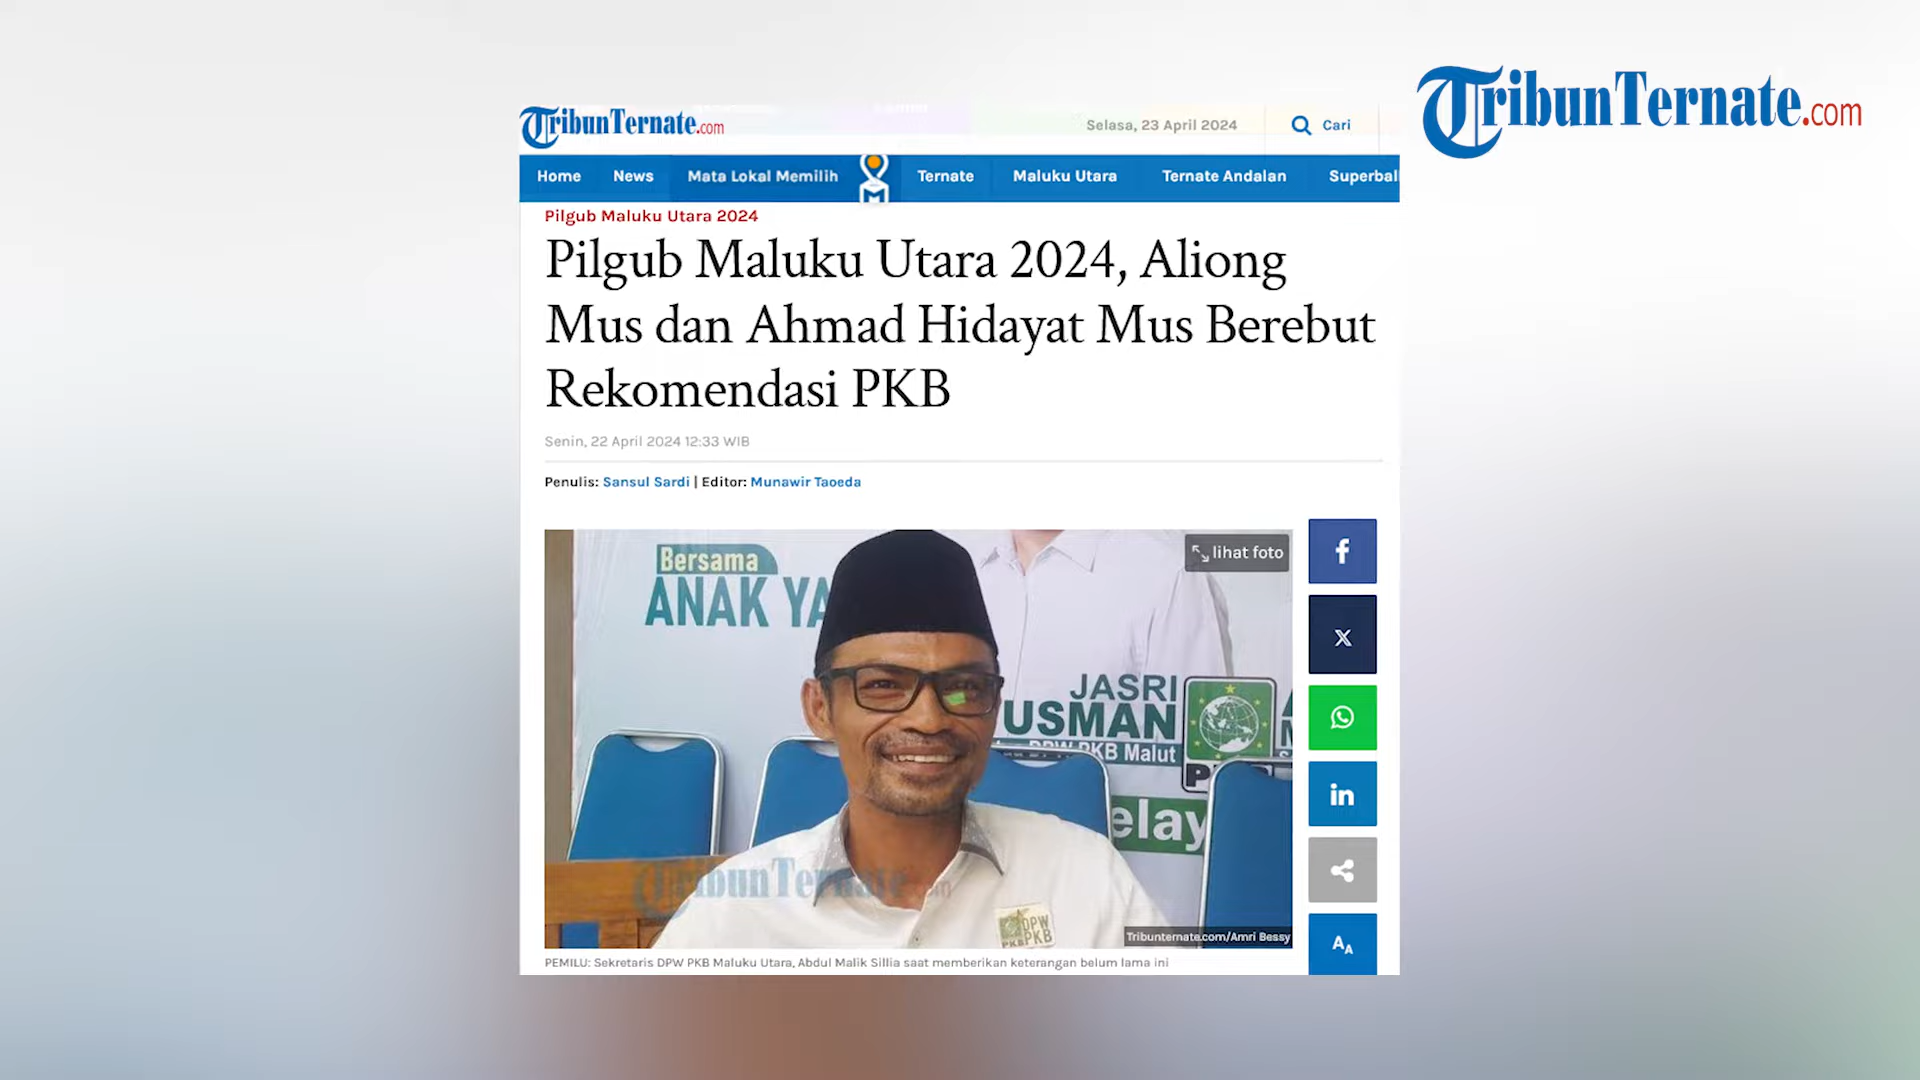 TribunTernate.com
TribunTernate.com
Selasa, 23 April 2024
Cari
Home News Mata Lokal Memilih Ternate Maluku Utara Ternate Andalan Superbal
Pilgub Maluku Utara 2024
Pilgub Maluku Utara 2024, Aliong
Mus dan Ahmad Hidayat Mus Berebut
Rekomendasi PKB
Senin, 22 April 2024 12:33 WIB
Penulis: Sansul Sardi | Editor: Munawir Taoeda
lihat foto
Bersama
ANAK YA
JASRI
USMAN
DPW PKB Malut
elay
TribunTernate.com
DPW
PKB PKB
Tribunternate.com/Amri Bessy
PEMILU: Sekretaris DPW PKB Maluku Utara, Abdul Malik Sillia saat memberikan keterangan belum lama ini